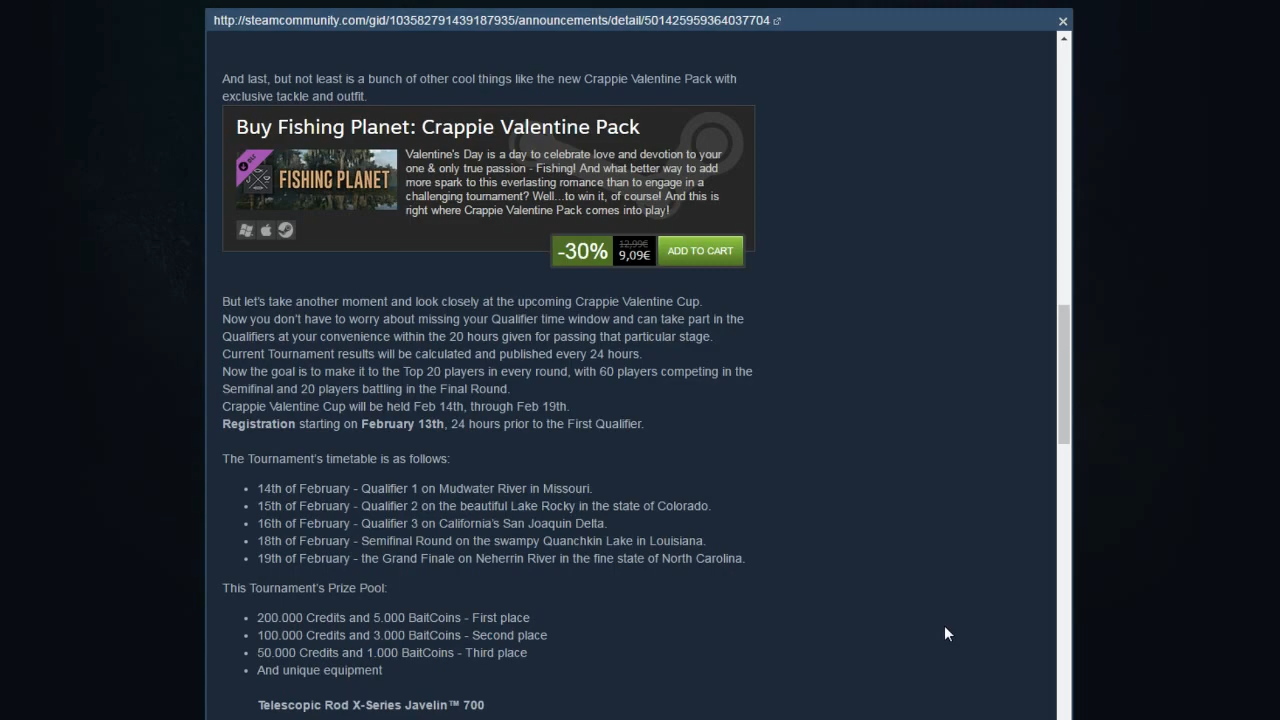 http://steamcommunity.com/gid/103582791439187935/announcements/detail/501425959364037704
And last, but not least is a bunch of other cool things like the new Crappie Valentine Pack with
exclusive tackle and outfit.
Buy Fishing Planet: Crappie Valentine Pack
DLC
FISHING PLANET
Valentine's Day is a day to celebrate love and devotion to your
one & only true passion - Fishing! And what better way to add
more spark to this everlasting romance than to engage in a
challenging tournament? Well...to win it, of course! And this is
right where Crappie Valentine Pack comes into play!
-30%
12,99€
9,09€
ADD TO CART
But let's take another moment and look closely at the upcoming Crappie Valentine Cup.
Now you don't have to worry about missing your Qualifier time window and can take part in the
Qualifiers at your convenience within the 20 hours given for passing that particular stage.
Current Tournament results will be calculated and published every 24 hours.
Now the goal is to make it to the Top 20 players in every round, with 60 players competing in the
Semifinal and 20 players battling in the Final Round.
Crappie Valentine Cup will be held Feb 14th, through Feb 19th.
Registration starting on February 13th, 24 hours prior to the First Qualifier.
The Tournament's timetable is as follows:
• 14th of February - Qualifier 1 on Mudwater River in Missouri.
• 15th of February - Qualifier 2 on the beautiful Lake Rocky in the state of Colorado.
• 16th of February - Qualifier 3 on California's San Joaquin Delta.
• 18th of February - Semifinal Round on the swampy Quanchkin Lake in Louisiana.
• 19th of February - the Grand Finale on Neherrin River in the fine state of North Carolina.
This Tournament's Prize Pool:
• 200.000 Credits and 5.000 BaitCoins - First place
• 100.000 Credits and 3.000 BaitCoins - Second place
• 50.000 Credits and 1.000 BaitCoins - Third place
• And unique equipment
Telescopic Rod X-Series Javelin™ 700